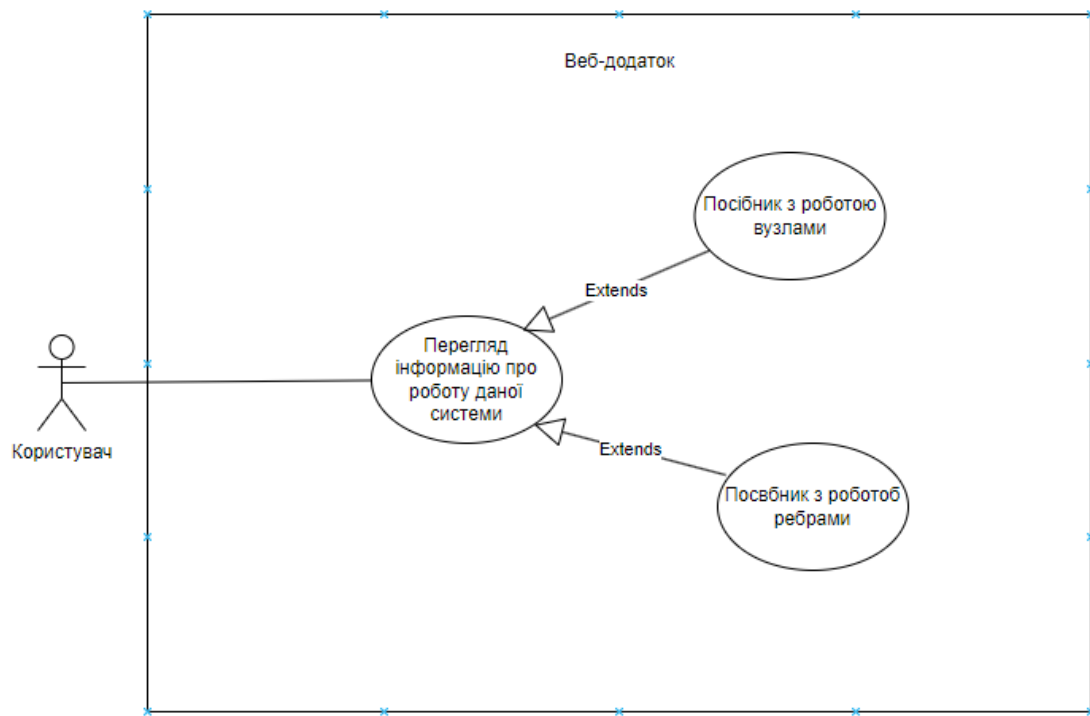 Веб-додаток
Посібник з роботою
вузлами
Extends
Перегляд
інформацію про
роботу даної
системи
Користувач
Extends
Посвбник з роботоб
ребрами